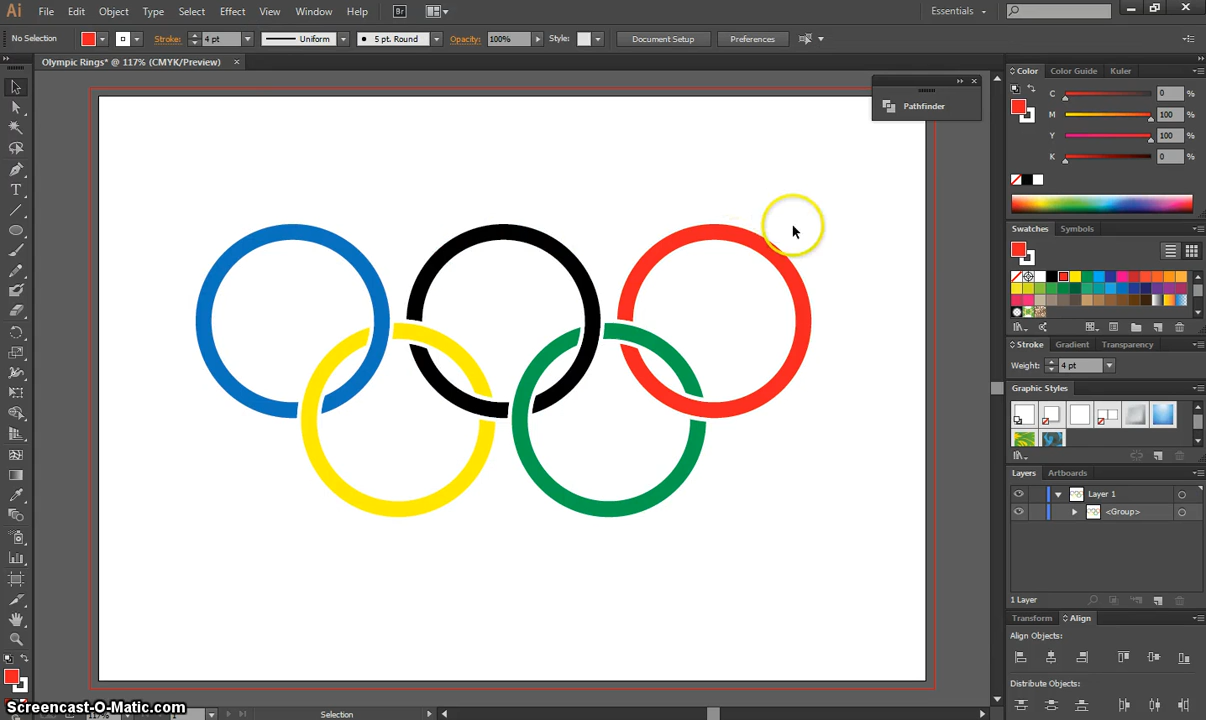 Ai File Edit Object Type Select Effect View Window Help Br Essentials
No Selection Stroke: 4 pt Uniform 5 pt. Round Opacity: 100% Style: Document Setup Preferences
Olympic Rings* @ 117% (CMYK/Preview) ×
Pathfinder
Color Color Guide Kuler
C 0 %
M 100 %
Y 100 %
K 0 %
Swatches Symbols
Stroke Gradient Transparency
Weight: 4 pt
Graphic Styles
Layers Artboards
Layer 1
<Group>
1 Layer
Transform Align
Align Objects:
Distribute Objects:
T
Screencast-O-Matic.com
117% 1 Selection